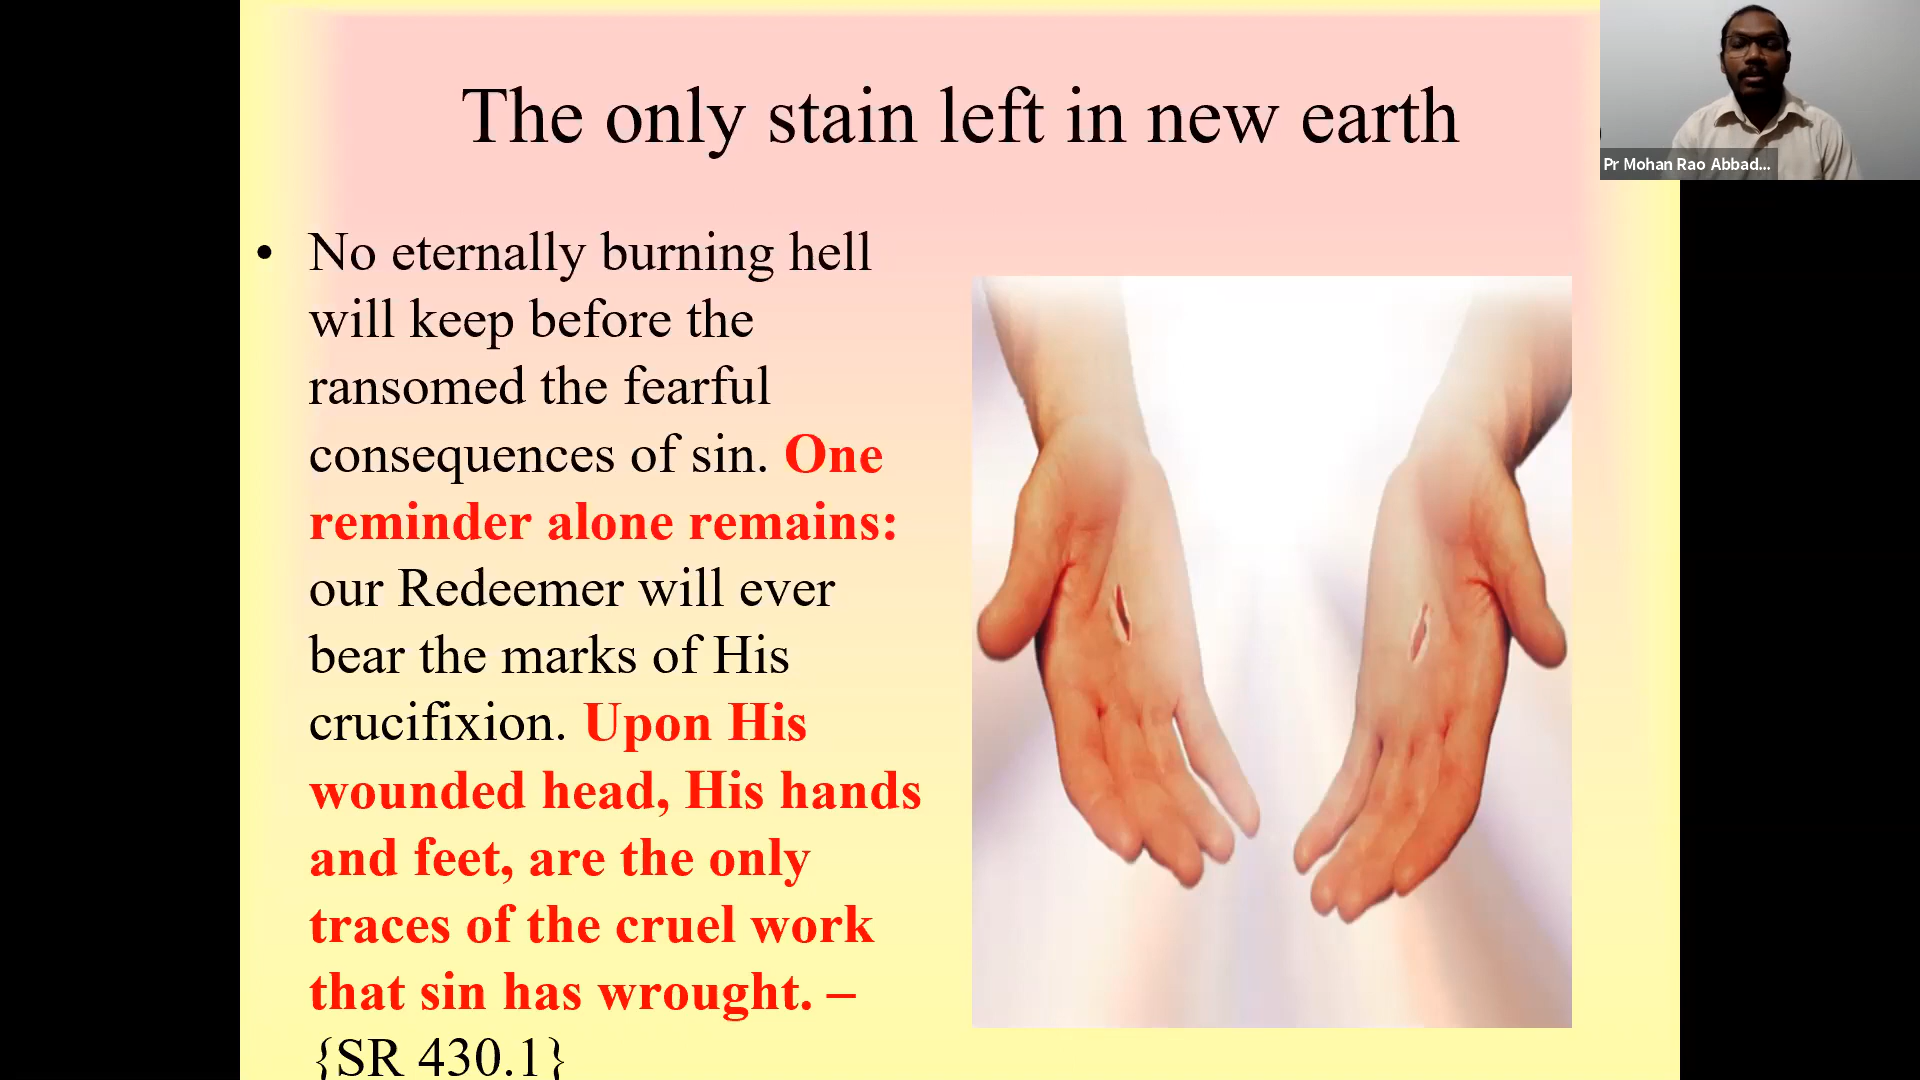 The only stain left in new earth
Pr Mohan Rao Abbad...
• No eternally burning hell
will keep before the
ransomed the fearful
consequences of sin. One
reminder alone remains:
our Redeemer will ever
bear the marks of His
crucifixion. Upon His
wounded head, His hands
and feet, are the only
traces of the cruel work
that sin has wrought. –
{SR 430.1}